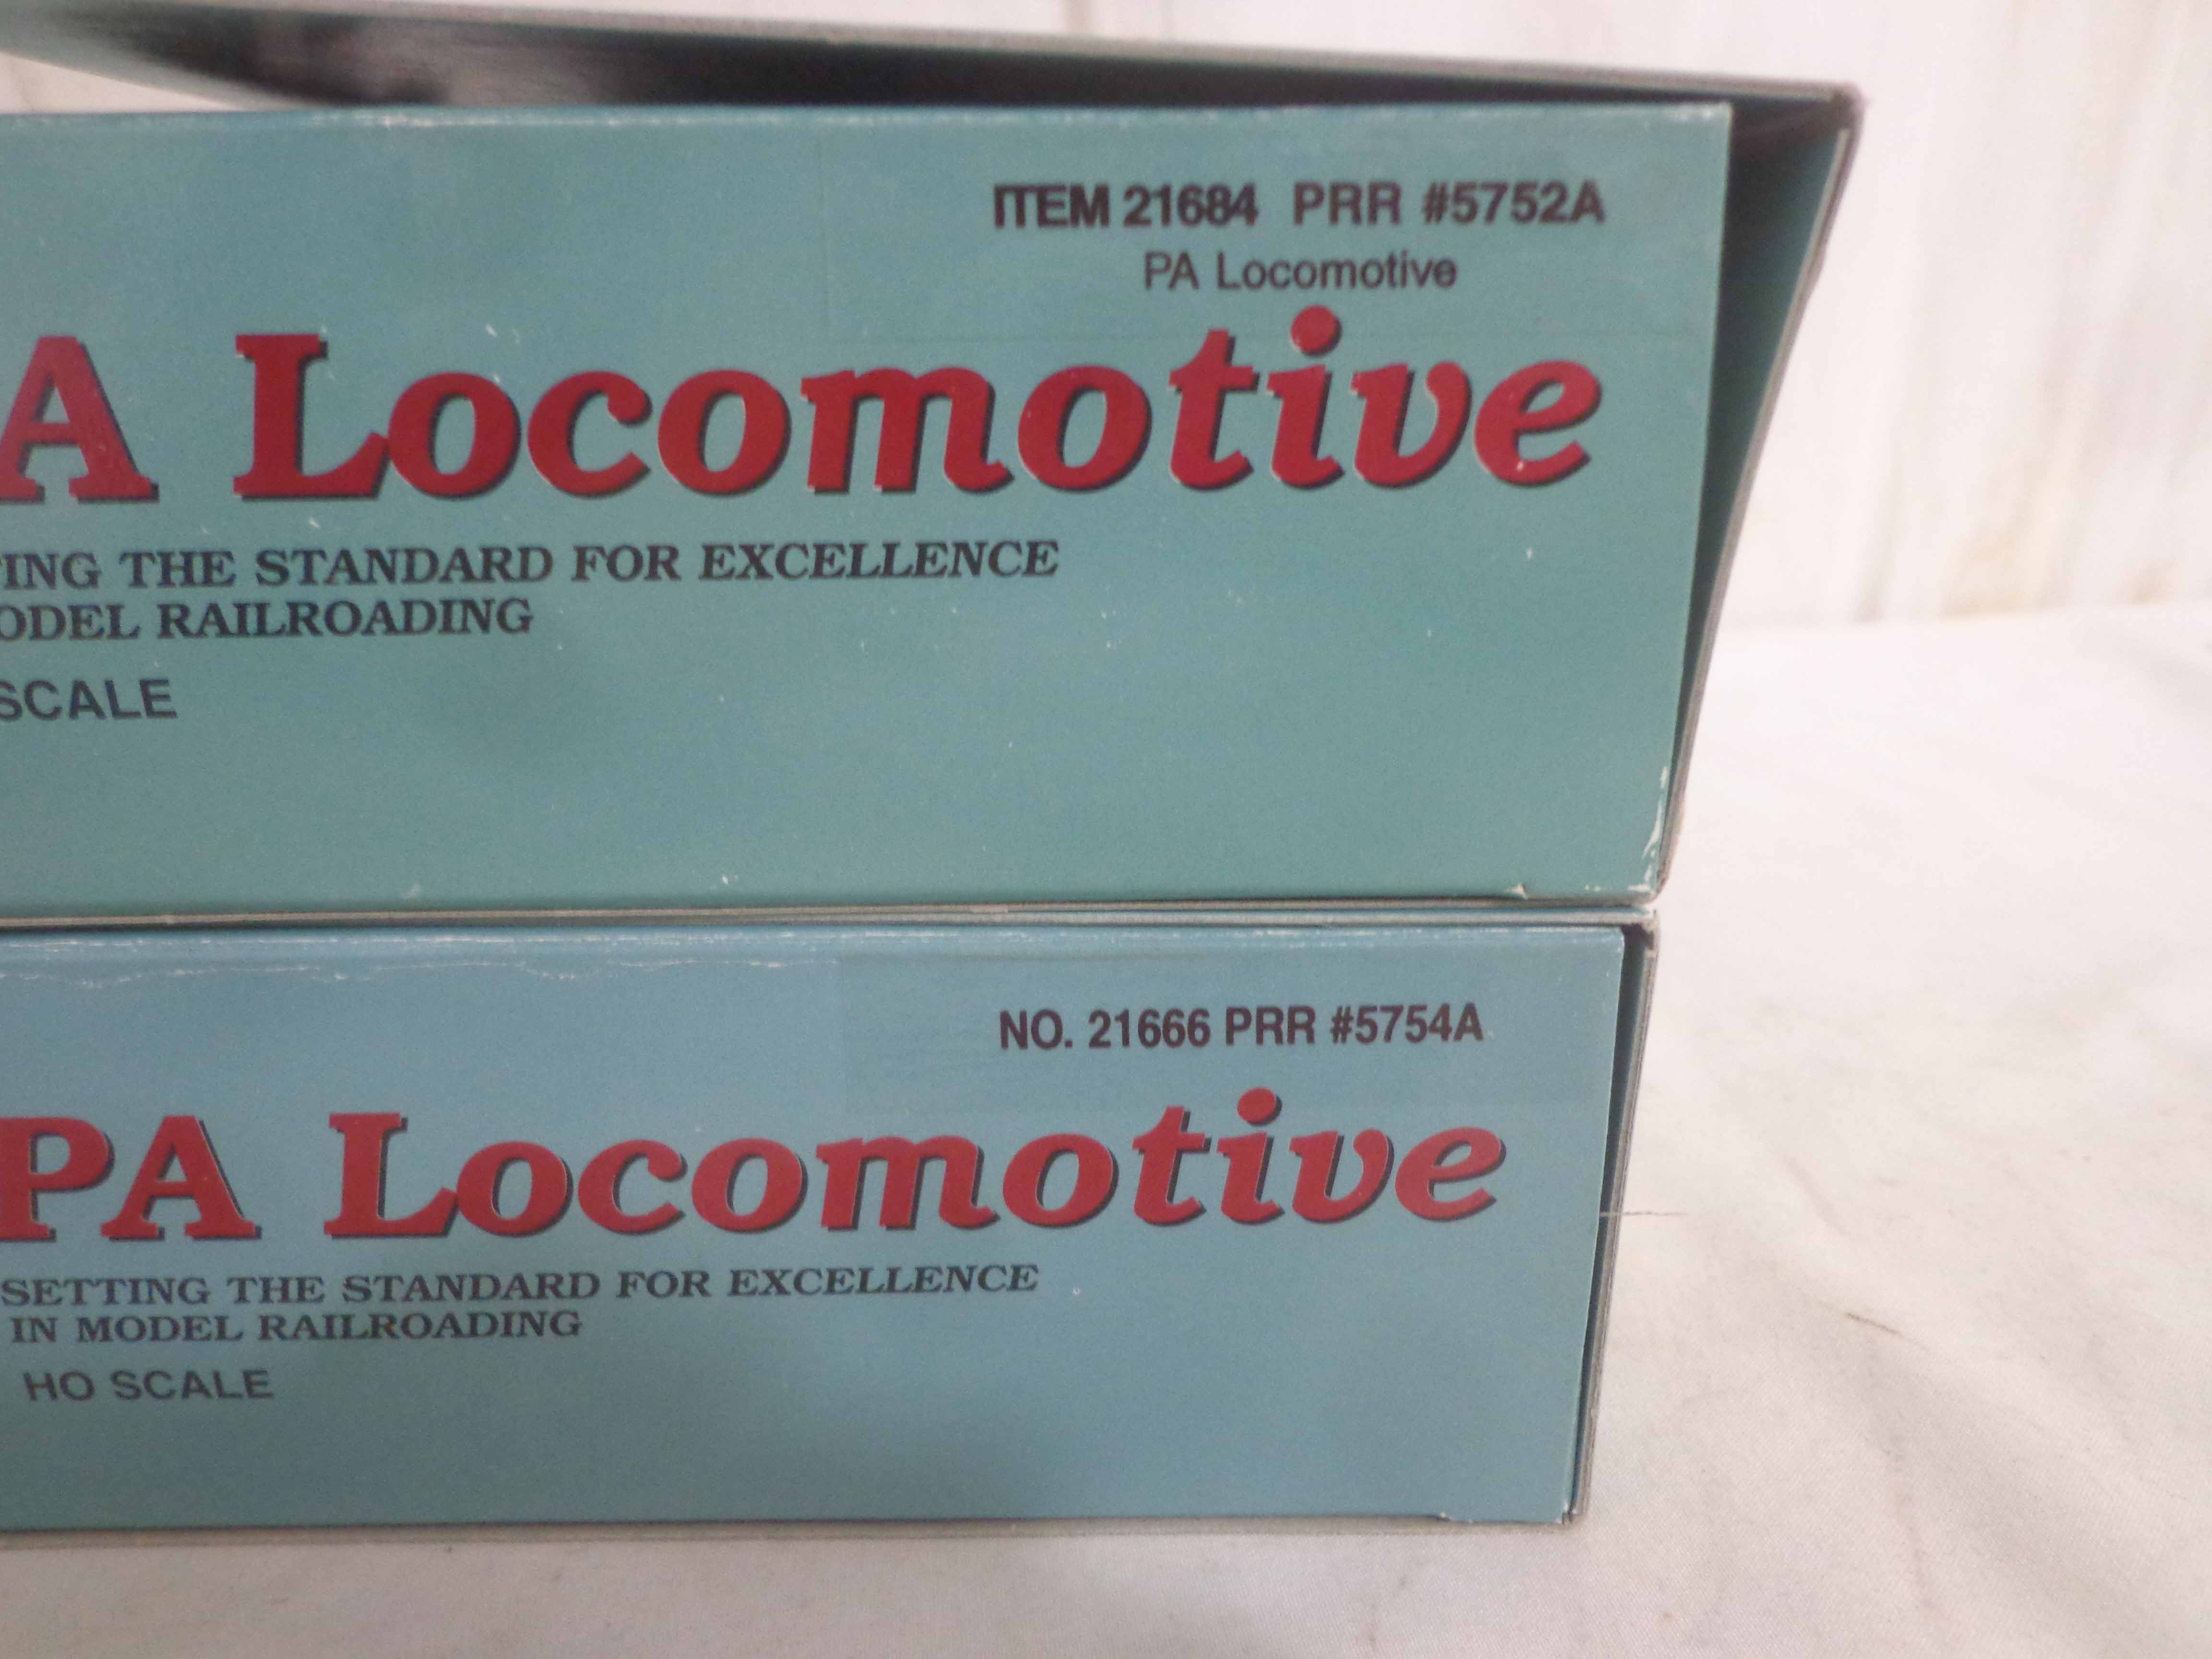 ITEM 21684 PRR #5752A
PA Locomotive
A Locomotive
ING THE STANDARD FOR EXCELLENCE
ODEL RAILROADING
SCALE
NO. 21666 PRR #5754A
PA Locomotive
SETTING THE STANDARD FOR EXCELLENCE
IN MODEL RAILROADING
HO SCALE